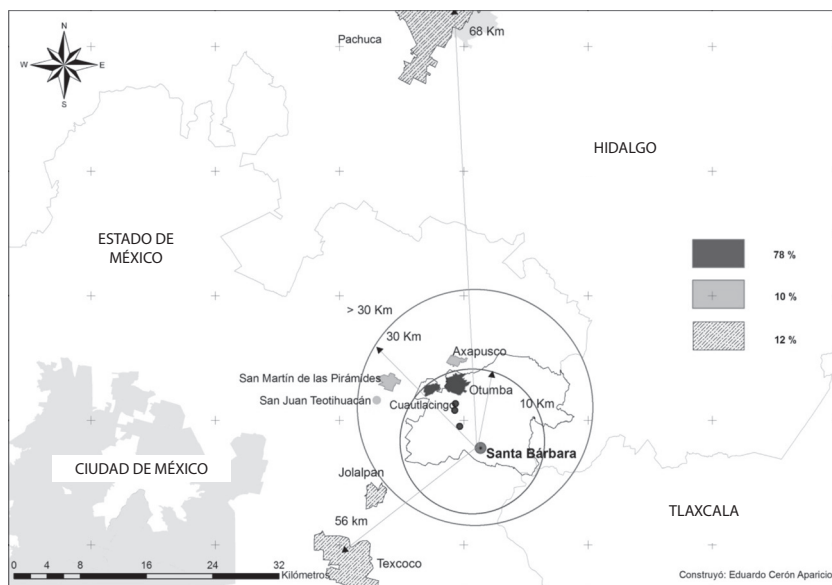 N
W
E
S
Pachuca
68 Km
HIDALGO
ESTADO DE
MÉXICO
78 %
10 %
12 %
> 30 Km
30 Km
Axapusco
San Martín de las Pirámides
Otumba
San Juan Teotihuacán
Cuautlacingo
10 Km
Santa Bárbara
CIUDAD DE MÉXICO
Jolalpan
TLAXCALA
56 km
Texcoco
0 4 8 16 24 32
Kilómetros
Construyó: Eduardo Cerón Aparicio